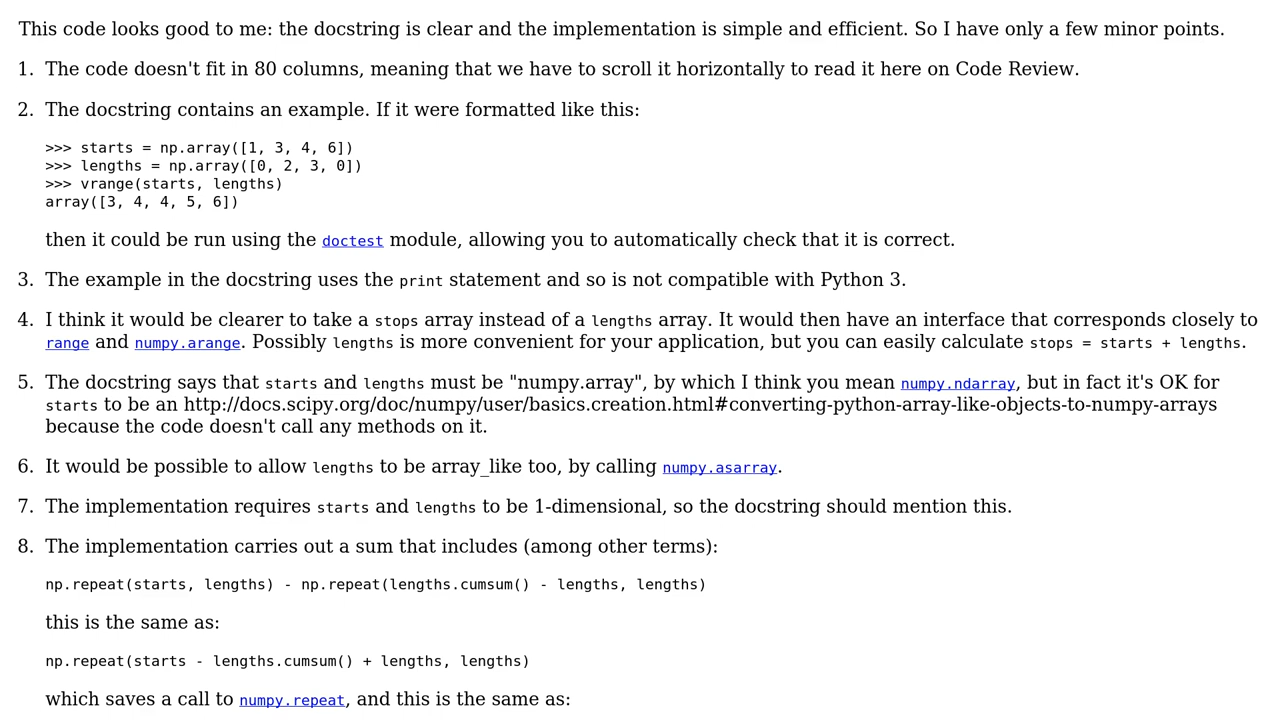 This code looks good to me: the docstring is clear and the implementation is simple and efficient. So I have only a few minor points.
1. The code doesn't fit in 80 columns, meaning that we have to scroll it horizontally to read it here on Code Review.
2. The docstring contains an example. If it were formatted like this:
>>> starts = np.array([1, 3, 4, 6])
>>> lengths = np.array([0, 2, 3, 0])
>>> vrange(starts, lengths)
array([3, 4, 4, 5, 6])
then it could be run using the doctest module, allowing you to automatically check that it is correct.
3. The example in the docstring uses the print statement and so is not compatible with Python 3.
4. I think it would be clearer to take a stops array instead of a lengths array. It would then have an interface that corresponds closely to
range and numpy.arange. Possibly lengths is more convenient for your application, but you can easily calculate stops = starts + lengths.
5. The docstring says that starts and lengths must be "numpy.array", by which I think you mean numpy.ndarray, but in fact it's OK for
starts to be an http://docs.scipy.org/doc/numpy/user/basics.creation.html#converting-python-array-like-objects-to-numpy-arrays
because the code doesn't call any methods on it.
6. It would be possible to allow lengths to be array_like too, by calling numpy.asarray.
7. The implementation requires starts and lengths to be 1-dimensional, so the docstring should mention this.
8. The implementation carries out a sum that includes (among other terms):
np.repeat(starts, lengths) - np.repeat(lengths.cumsum() - lengths, lengths)
this is the same as:
np.repeat(starts - lengths.cumsum() + lengths, lengths)
which saves a call to numpy.repeat, and this is the same as: